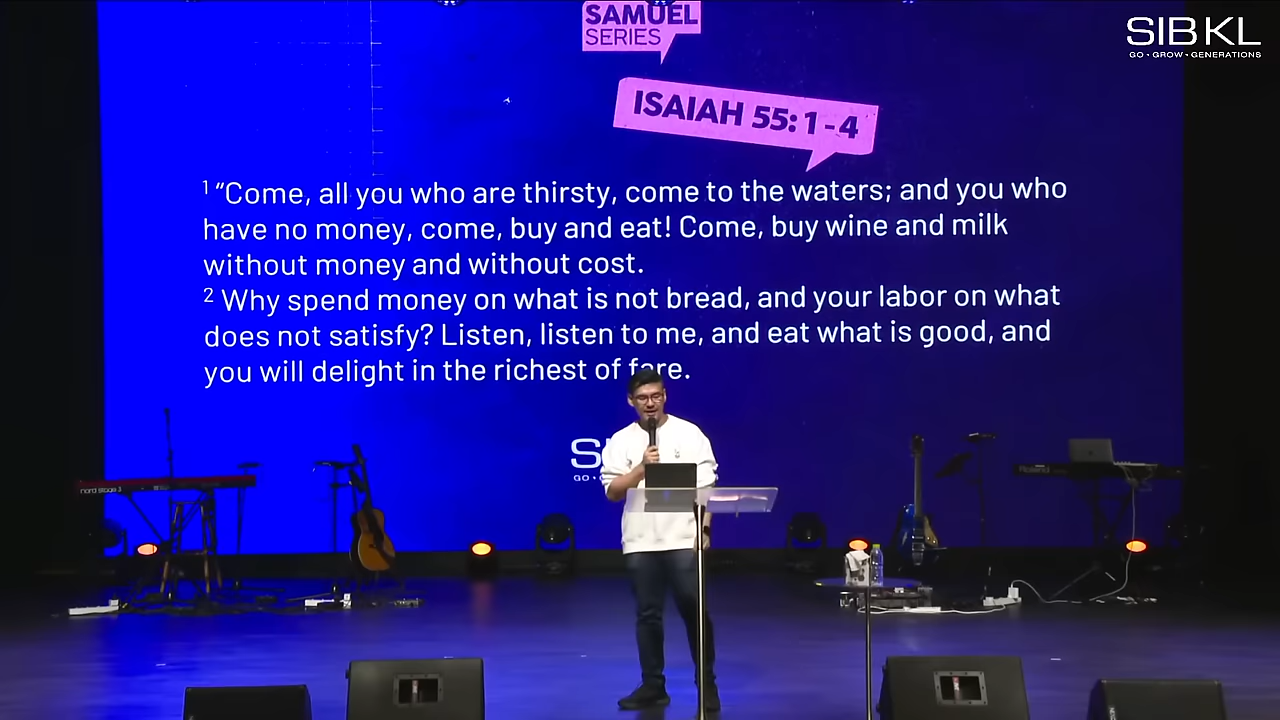 SAMUEL
SERIES
SIBKL
GO • GROW • GENERATIONS
ISAIAH 55:1-4
1 “Come, all you who are thirsty, come to the waters; and you who
have no money, come, buy and eat! Come, buy wine and milk
without money and without cost.
2 Why spend money on what is not bread, and your labor on what
does not satisfy? Listen, listen to me, and eat what is good, and
you will delight in the richest of fare.
nord stage 3
Roland